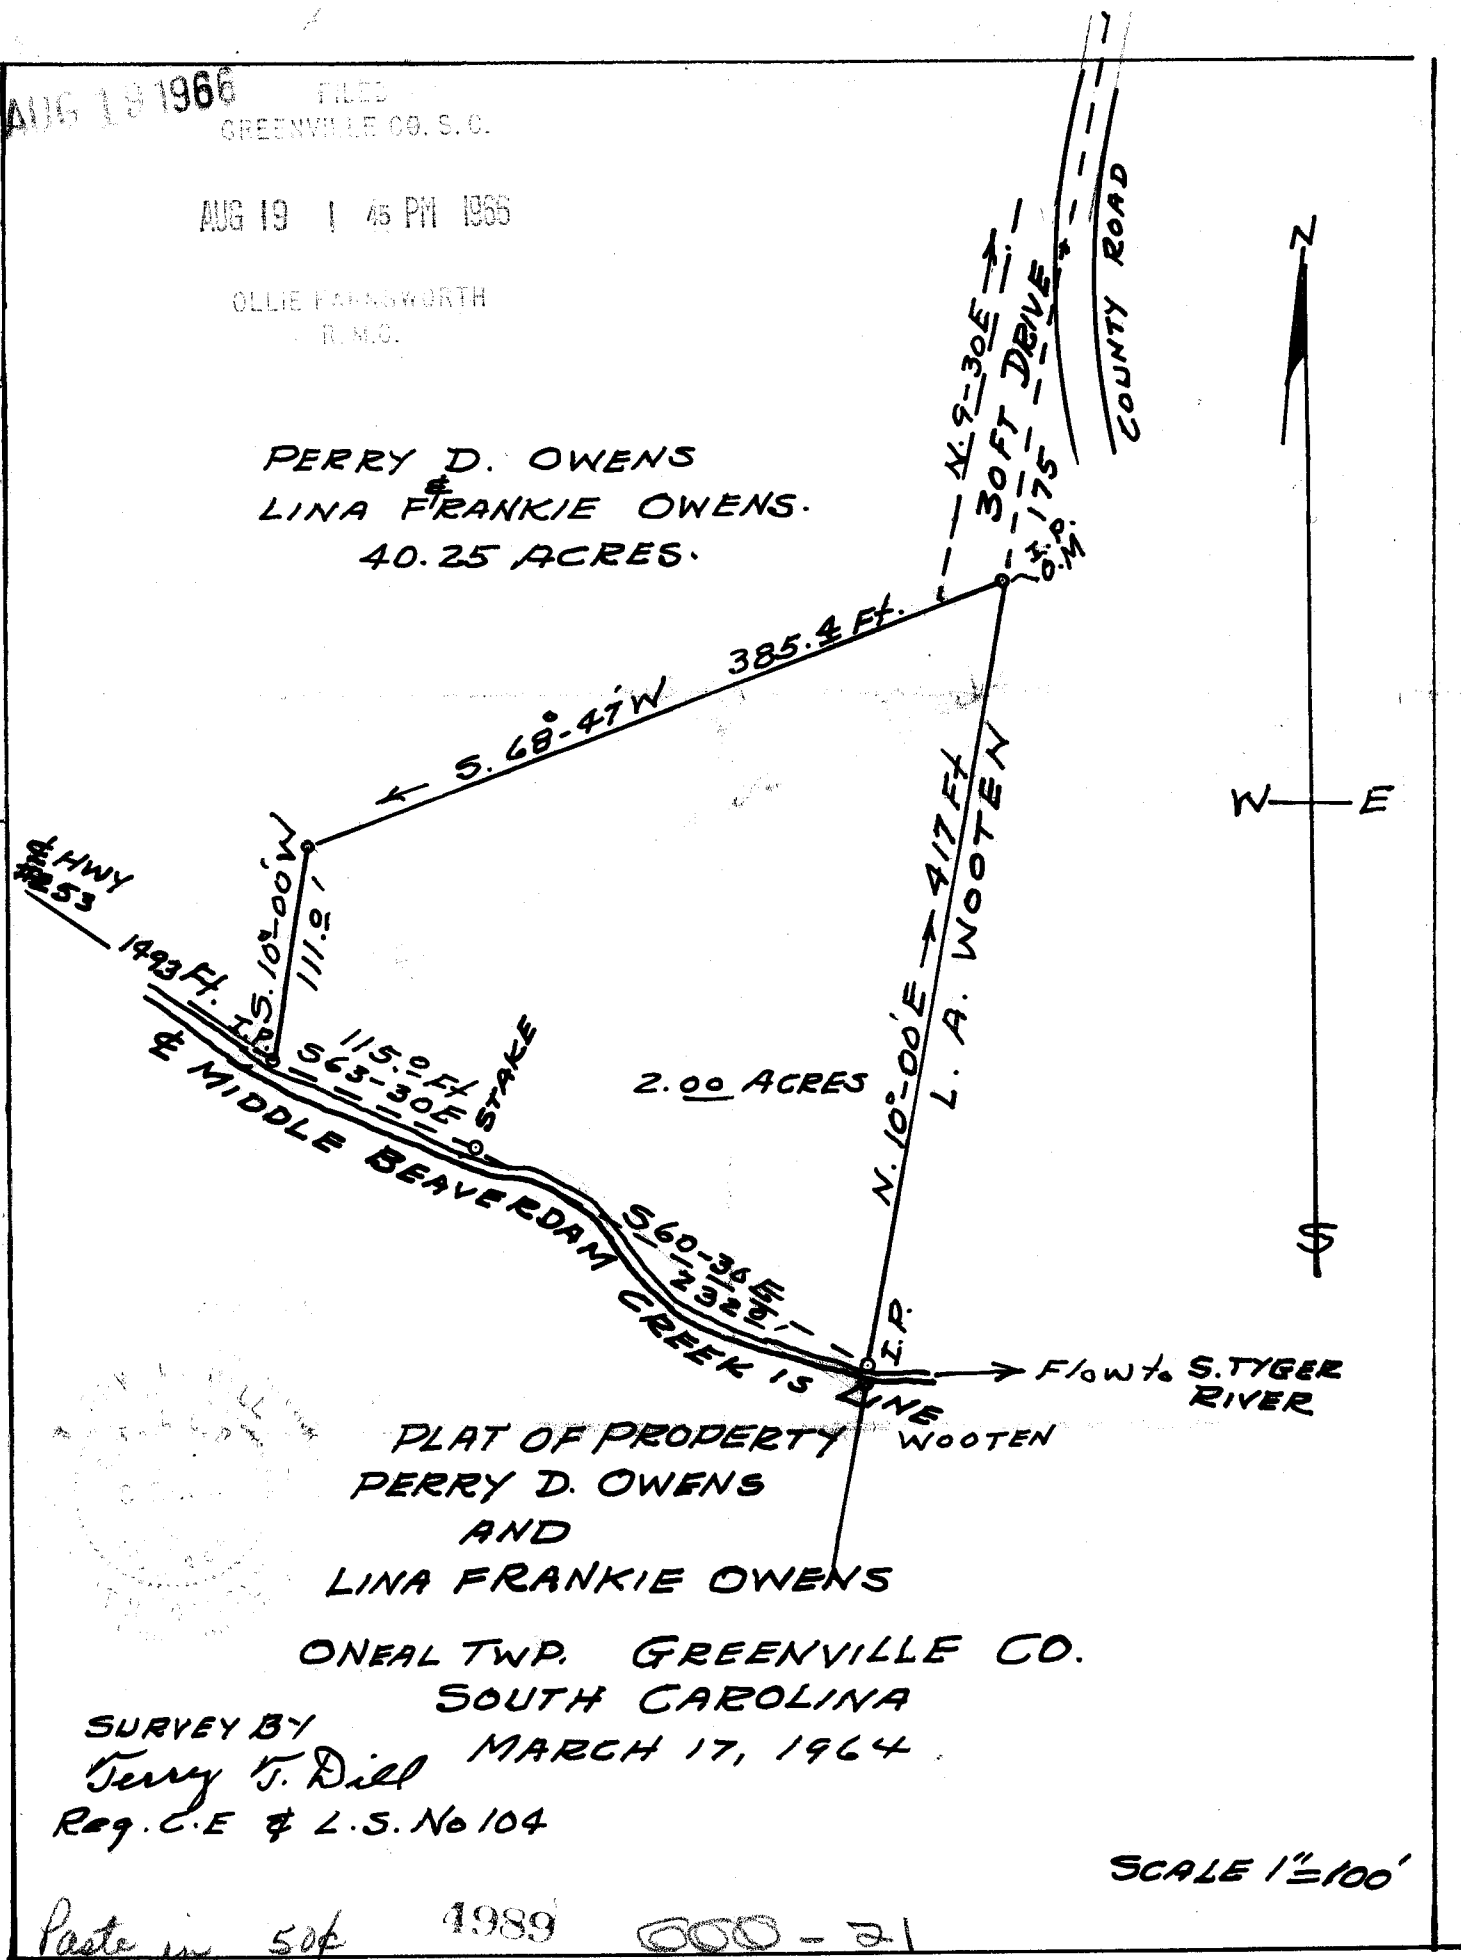 AUG 19 1966
FILED
GREENVILLE CO. S. C.
AUG 19 1 45 PM 1966
OLLIE FARNSWORTH
R. M. C.
COUNTY ROAD
N. 9-30E
30 FT DRIVE
175
I.P.
O.M
N
W E
S
PERRY D. OWENS
&
LINA FRANKIE OWENS.
40.25 ACRES.
385.4 Ft.
S. 68°-47' W
N. 10°-00' E 417 Ft
L. A. WOOTEN
¢ HWY
#253
1493 Ft.
S. 10°-00' W
111.0'
I.P.
115.0 Ft
S63-30E
STAKE
2.00 ACRES
¢ MIDDLE BEAVERDAM CREEK IS LINE
S60-36E
232.0'
I.P.
Flow to S. TYGER
RIVER
WOOTEN
PLAT OF PROPERTY
PERRY D. OWENS
AND
LINA FRANKIE OWENS
ONEAL TWP. GREENVILLE CO.
SOUTH CAROLINA
MARCH 17, 1964
SURVEY BY
Terry T. Dill
Reg. C.E & L.S. No 104
SCALE 1"=100'
Paste in 50¢ 4989 000 - 21